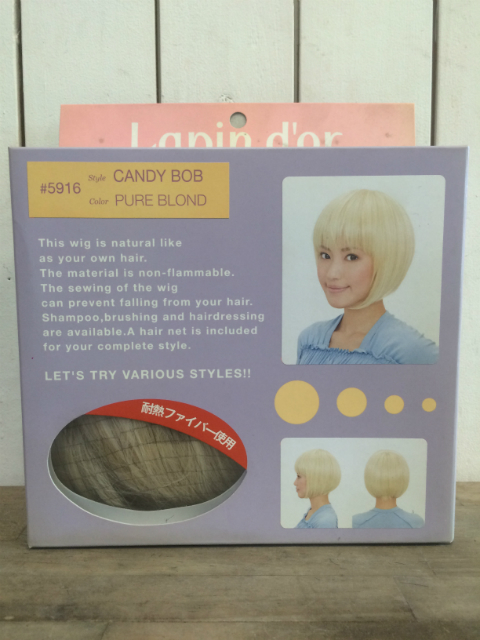 Lapin d'or
#5916
Style CANDY BOB
Color PURE BLOND
This wig is natural like
as your own hair.
The material is non-flammable.
The sewing of the wig
can prevent falling from your hair.
Shampoo,brushing and hairdressing
are available.A hair net is included
for your complete style.
LET'S TRY VARIOUS STYLES!!
耐熱ファイバー使用